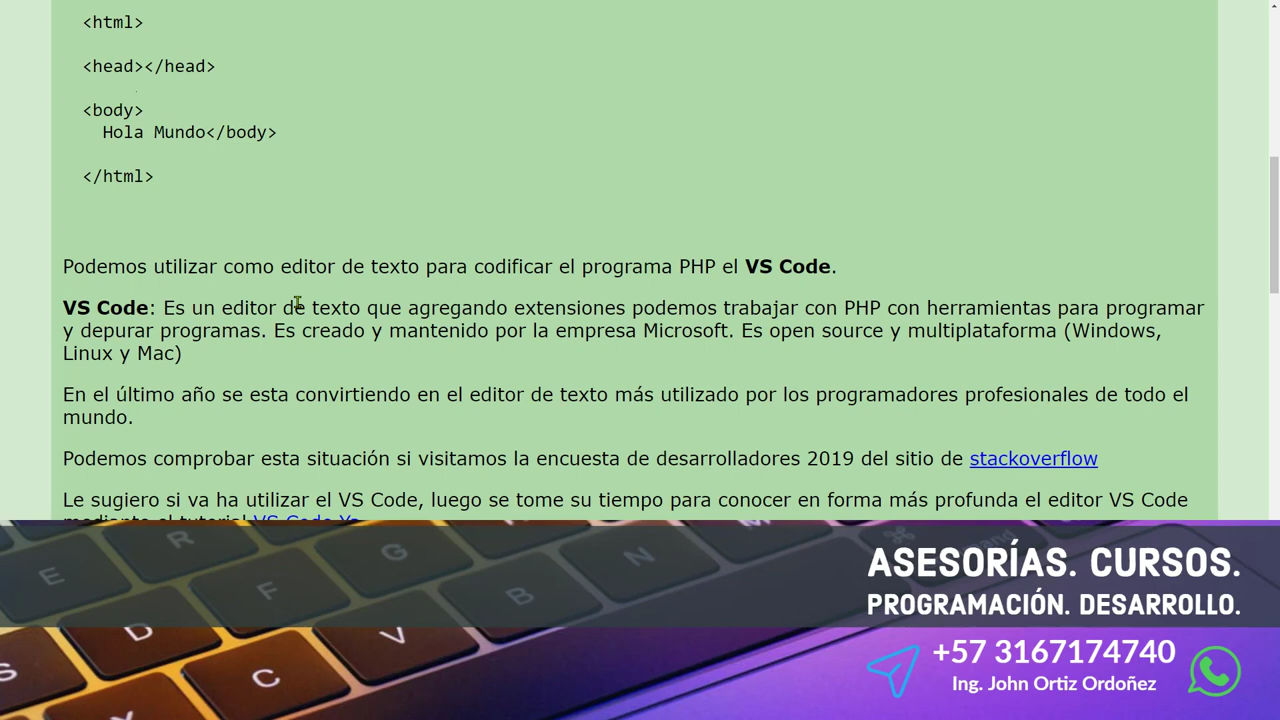 <html>
<head></head>
<body>
Hola Mundo</body>
</html>
Podemos utilizar como editor de texto para codificar el programa PHP el VS Code.
VS Code: Es un editor de texto que agregando extensiones podemos trabajar con PHP con herramientas para programar
y depurar programas. Es creado y mantenido por la empresa Microsoft. Es open source y multiplataforma (Windows,
Linux y Mac)
En el último año se esta convirtiendo en el editor de texto más utilizado por los programadores profesionales de todo el
mundo.
Podemos comprobar esta situación si visitamos la encuesta de desarrolladores 2019 del sitio de stackoverflow
Le sugiero si va ha utilizar el VS Code, luego se tome su tiempo para conocer en forma más profunda el editor VS Code
mediante el tutorial VS Code Ya
ASESORÍAS. CURSOS.
PROGRAMACIÓN. DESARROLLO.
+57 3167174740
Ing. John Ortiz Ordoñez
E
R
G
F
N
B
M
⌘
D
V
C
S